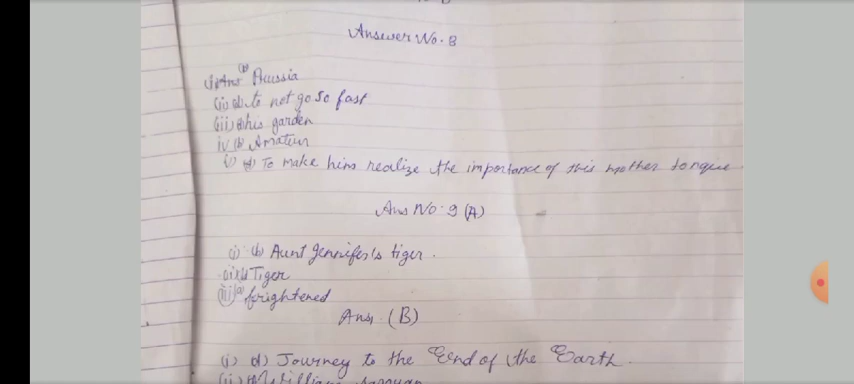 Answer No. 8
(i) Ans (b) Prussia
(ii) d) to not go so fast
(iii) his garden
iv (b) Amateur
(v) d) To make him realize the importance of his mother tongue
Ans No. 9 (A)
(i) (b) Aunt Jennifer's tiger.
(ii) Tiger
(iii) (a) frightened
Ans. (B)
(i) d) Journey to the End of the Earth.
(ii)